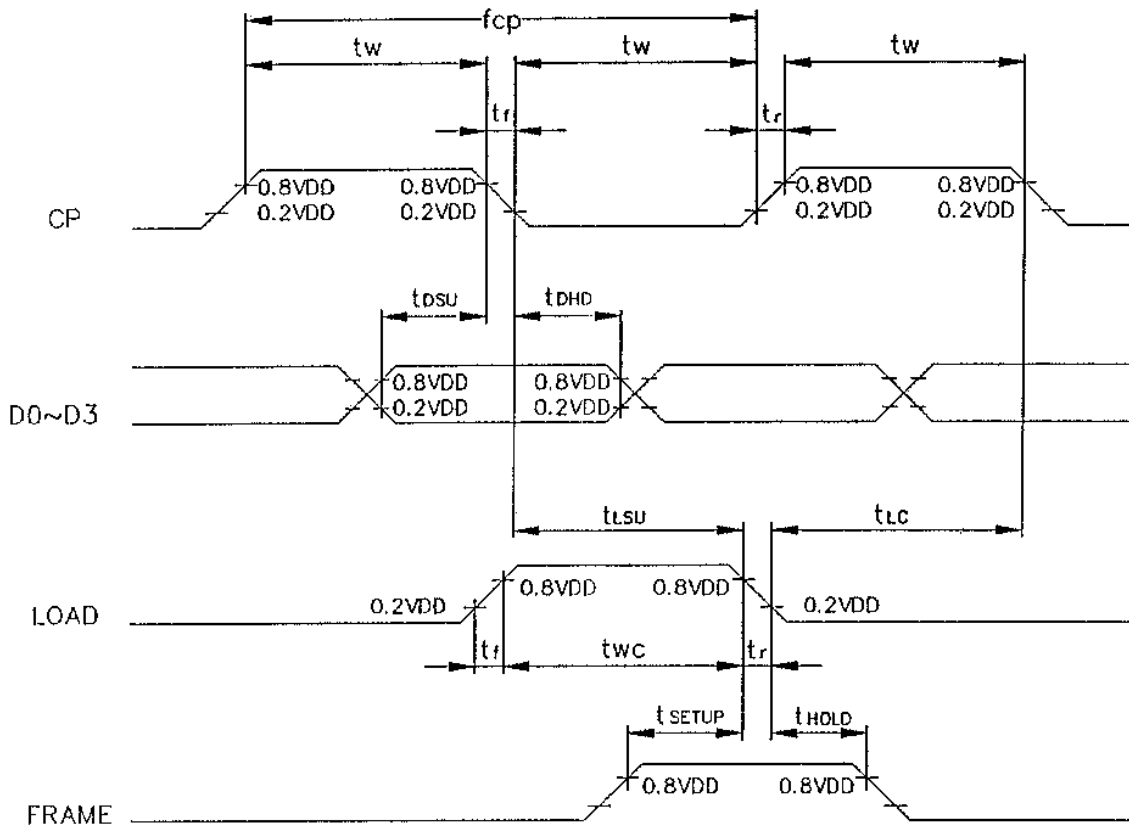 fcp
tw tw tw
tf tr
0.8VDD 0.8VDD 0.8VDD 0.8VDD
CP 0.2VDD 0.2VDD 0.2VDD 0.2VDD
tDSU tDHD
0.8VDD 0.8VDD
D0~D3 0.2VDD 0.2VDD
tLSU tLC
0.8VDD 0.8VDD
LOAD 0.2VDD 0.2VDD
tf twc tr
tSETUP tHOLD
0.8VDD 0.8VDD
FRAME